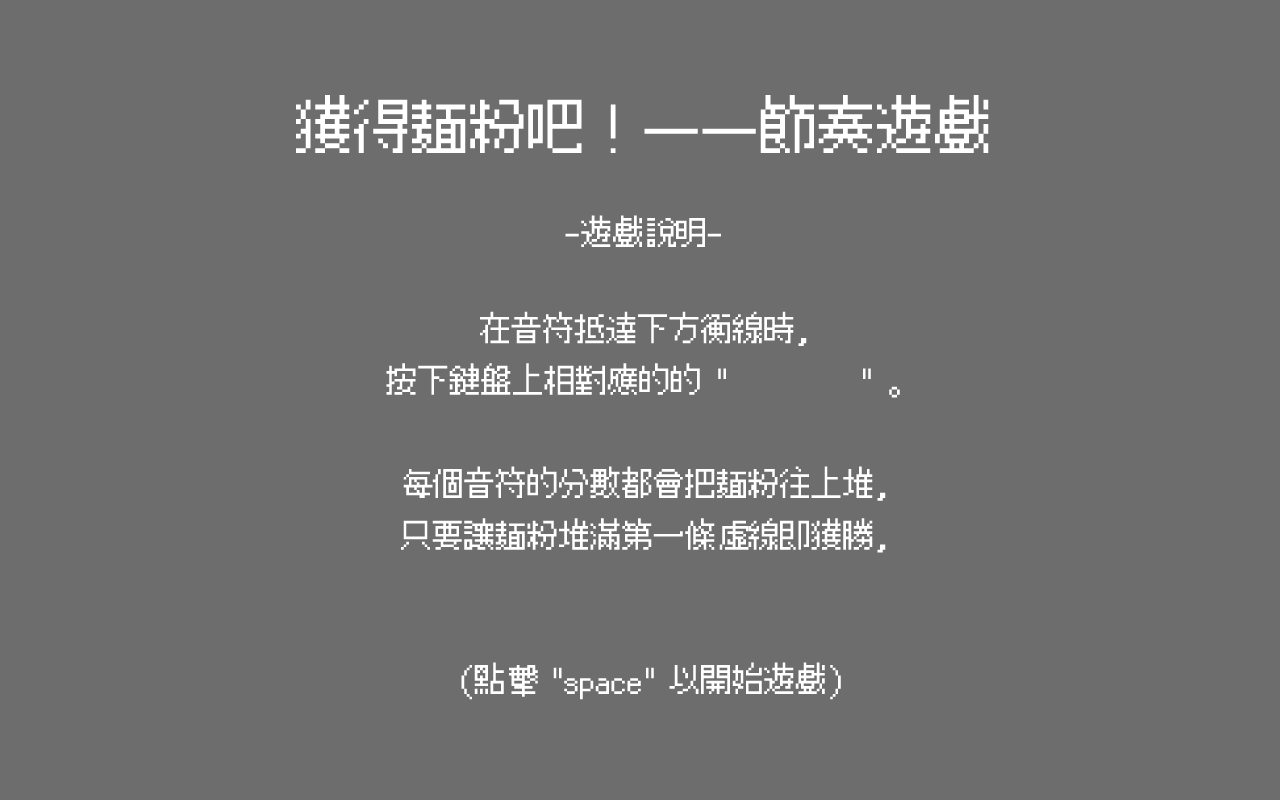 獲得麵粉吧！——節奏遊戲
-遊戲說明-
在音符抵達下方衡線時,
按下鍵盤上相對應的的 "        " 。
每個音符的分數都會把麵粉往上堆,
只要讓麵粉堆滿第一條虛線即獲勝,
(點擊 "space" 以開始遊戲)